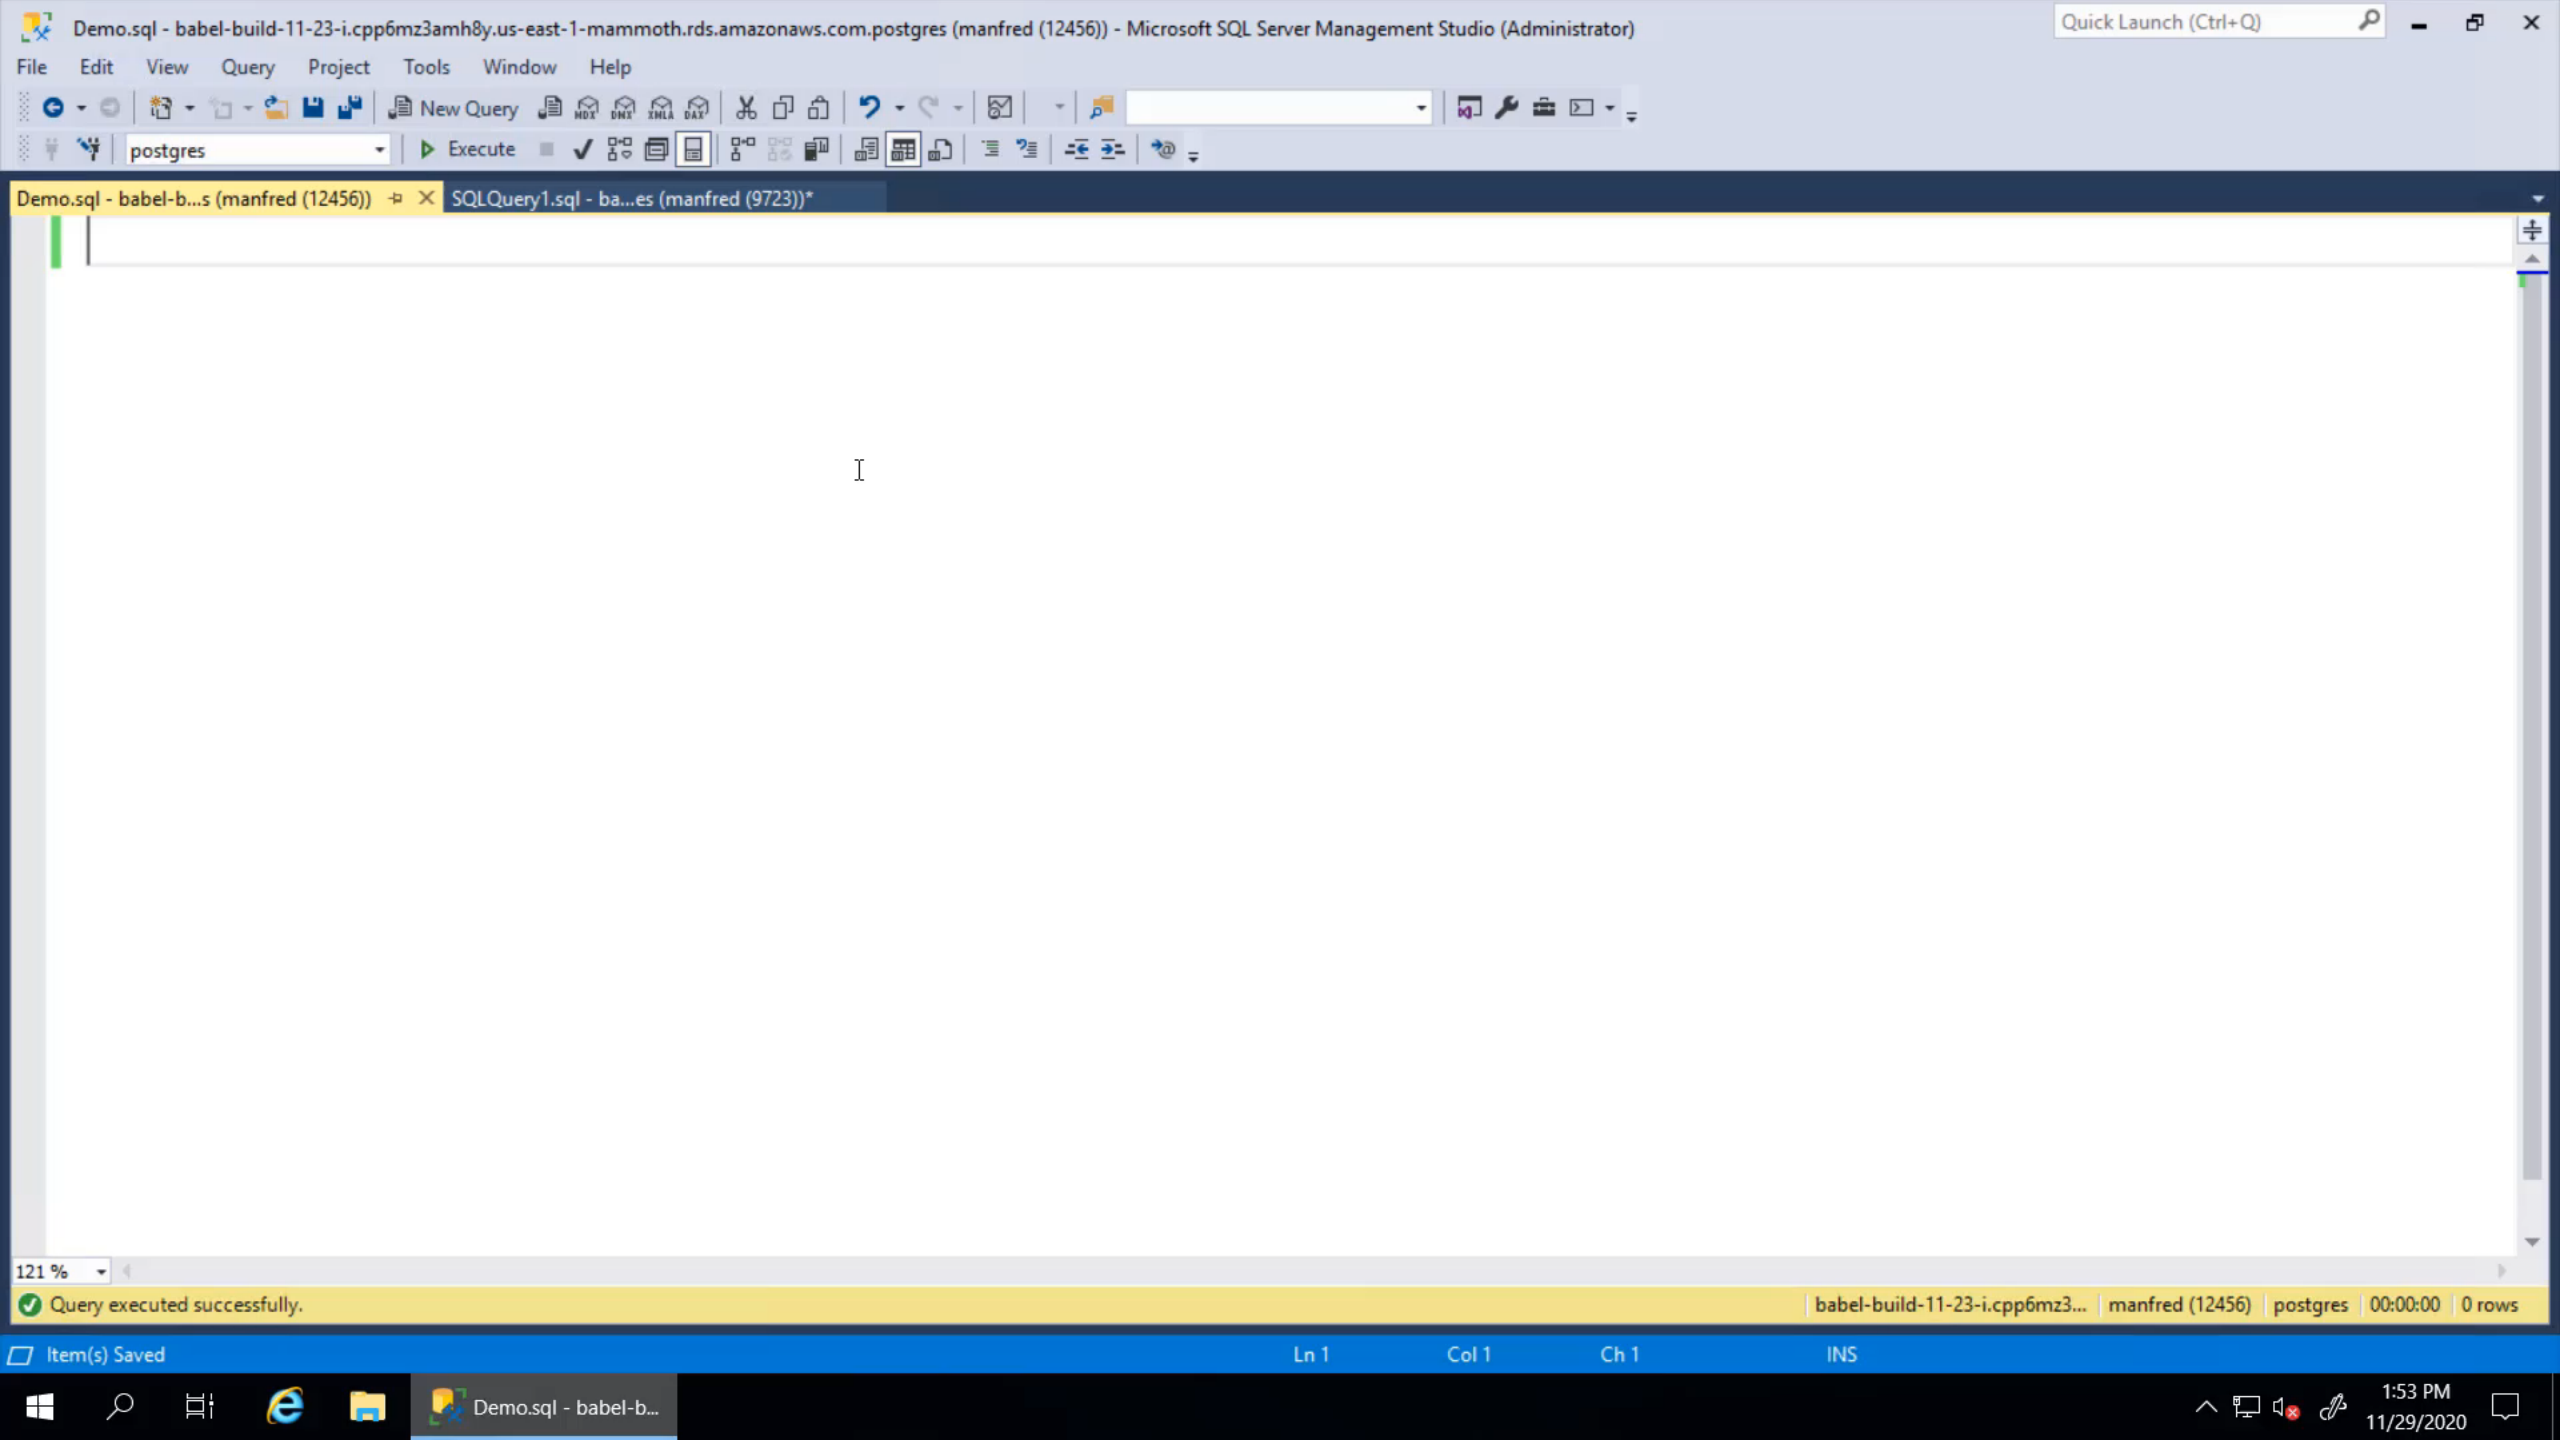 Demo.sql - babel-build-11-23-i.cpp6mz3amh8y.us-east-1-mammoth.rds.amazonaws.com.postgres (manfred (12456)) - Microsoft SQL Server Management Studio (Administrator)
Quick Launch (Ctrl+Q)
File Edit View Query Project Tools Window Help
New Query MDX DMX XMLA DAX
postgres Execute
Demo.sql - babel-b...s (manfred (12456))
SQLQuery1.sql - ba...es (manfred (9723))*
121 %
Query executed successfully.
babel-build-11-23-i.cpp6mz3... manfred (12456) postgres 00:00:00 0 rows
Item(s) Saved
Ln 1 Col 1 Ch 1 INS
Demo.sql - babel-b...
1:53 PM
11/29/2020